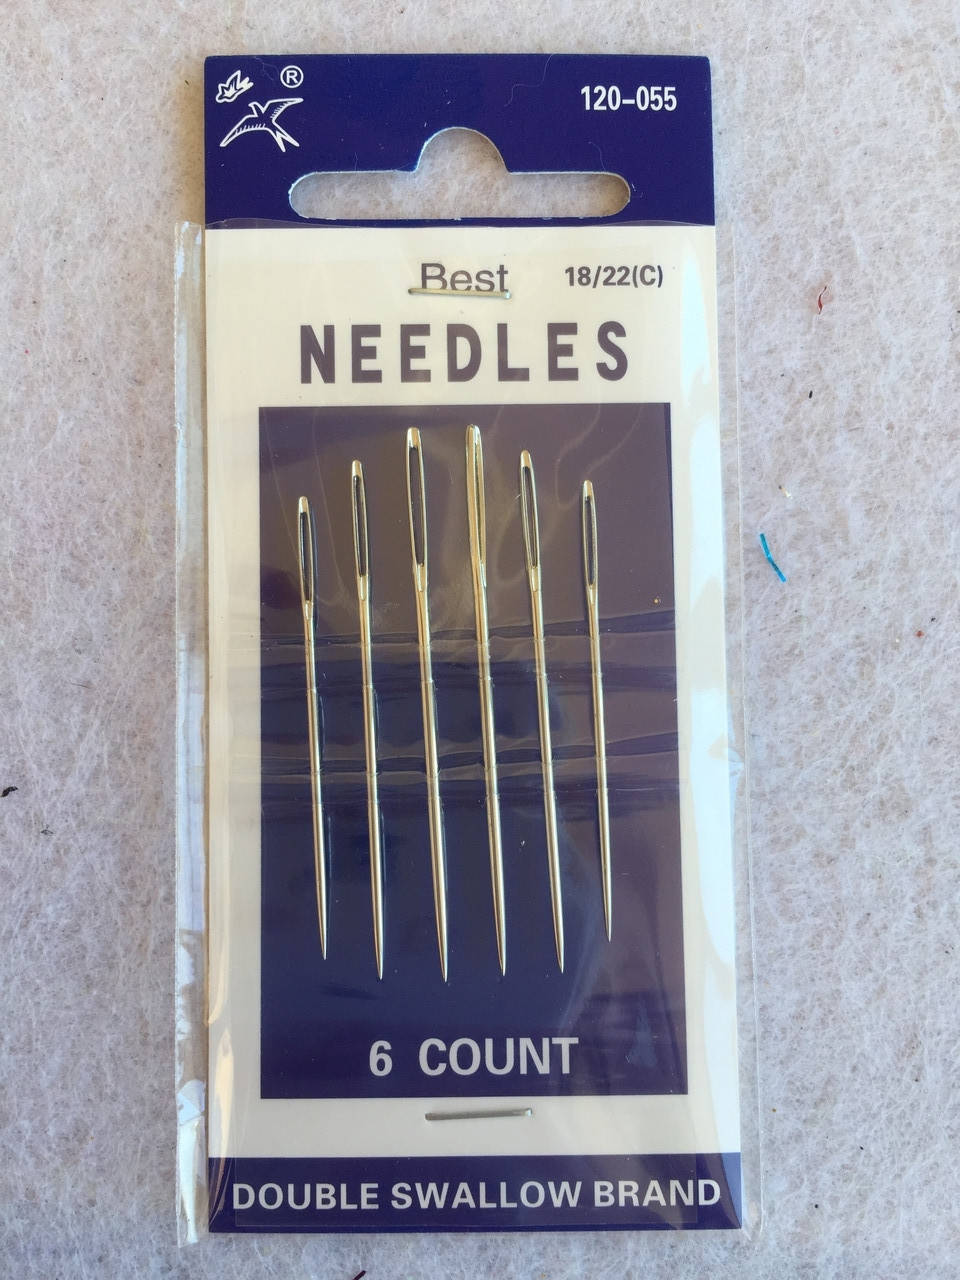 ®
120-055
Best
18/22(C)
NEEDLES
6 COUNT
DOUBLE SWALLOW BRAND